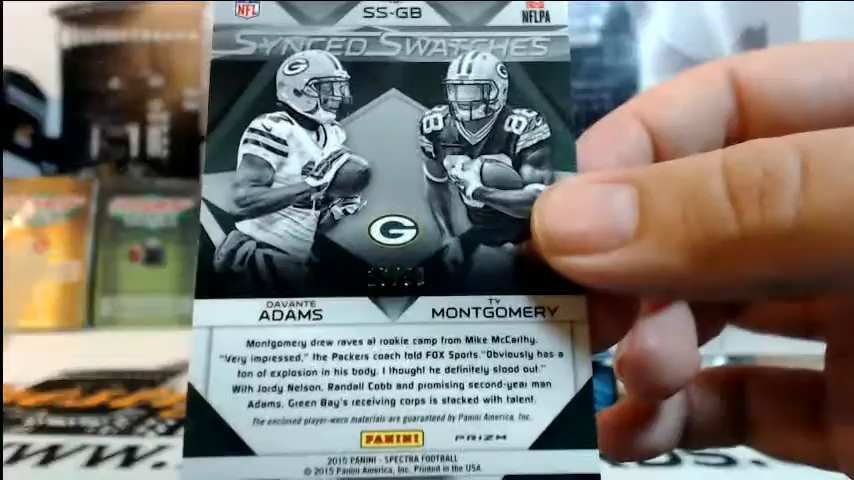 NFL
SS-GB
NFLPA
SYNCED SWATCHES
DAVANTE
ADAMS
TY
MONTGOMERY
Montgomery drew raves at rookie camp from Mike McCarthy.
"Very impressed," the Packers coach told FOX Sports. "Obviously has a
ton of explosion in his body. I thought he definitely stood out."
With Jordy Nelson, Randall Cobb and promising second-year man
Adams, Green Bay's receiving corps is stacked with talent.
The enclosed player-worn materials are guaranteed by Panini America, Inc.
PANINI
PRIZM
2015 PANINI - SPECTRA FOOTBALL
© 2015 Panini America, Inc. Printed in the USA.